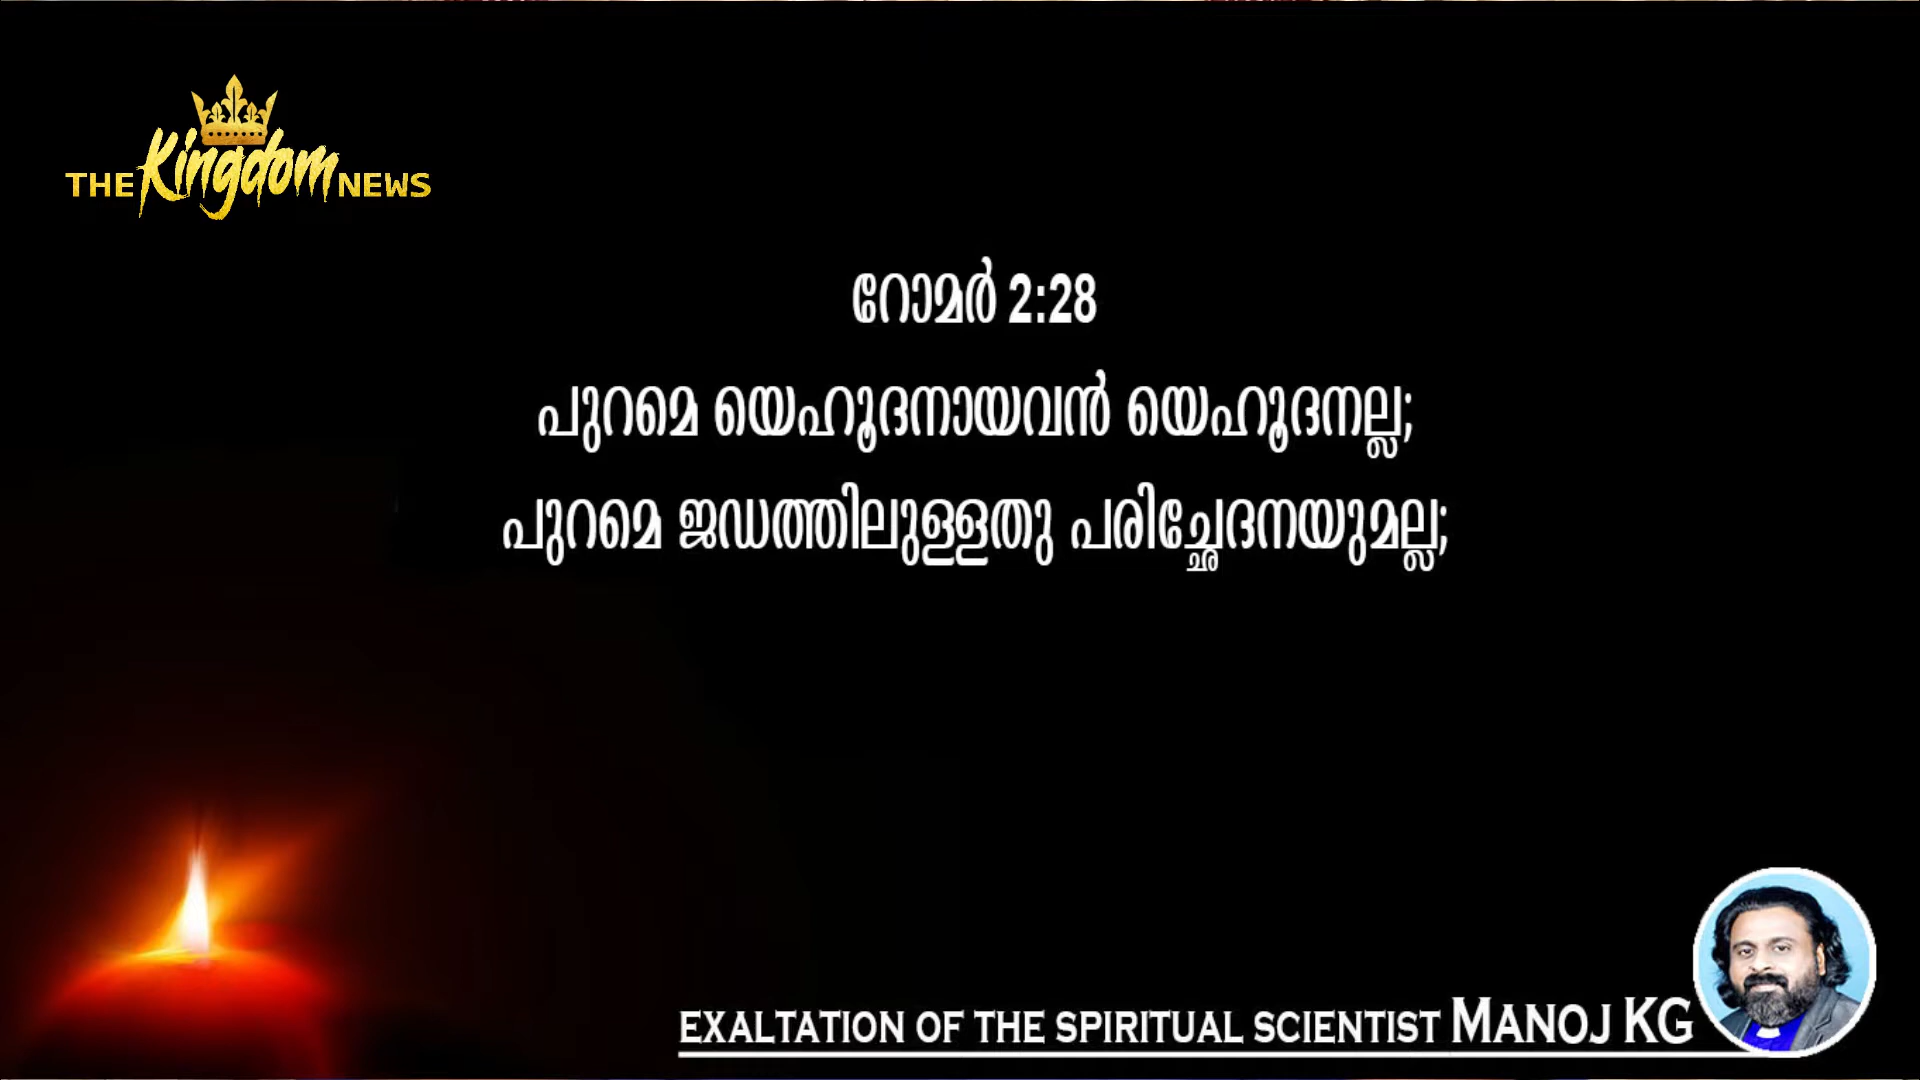 THE Kingdom NEWS
റോമർ 2:28
പുറമെ യെഹൂദനായവൻ യെഹൂദനല്ല;
പുറമെ ജഡത്തിലുള്ളതു പരിച്ഛേദനയുമല്ല;
EXALTATION OF THE SPIRITUAL SCIENTIST MANOJ KG